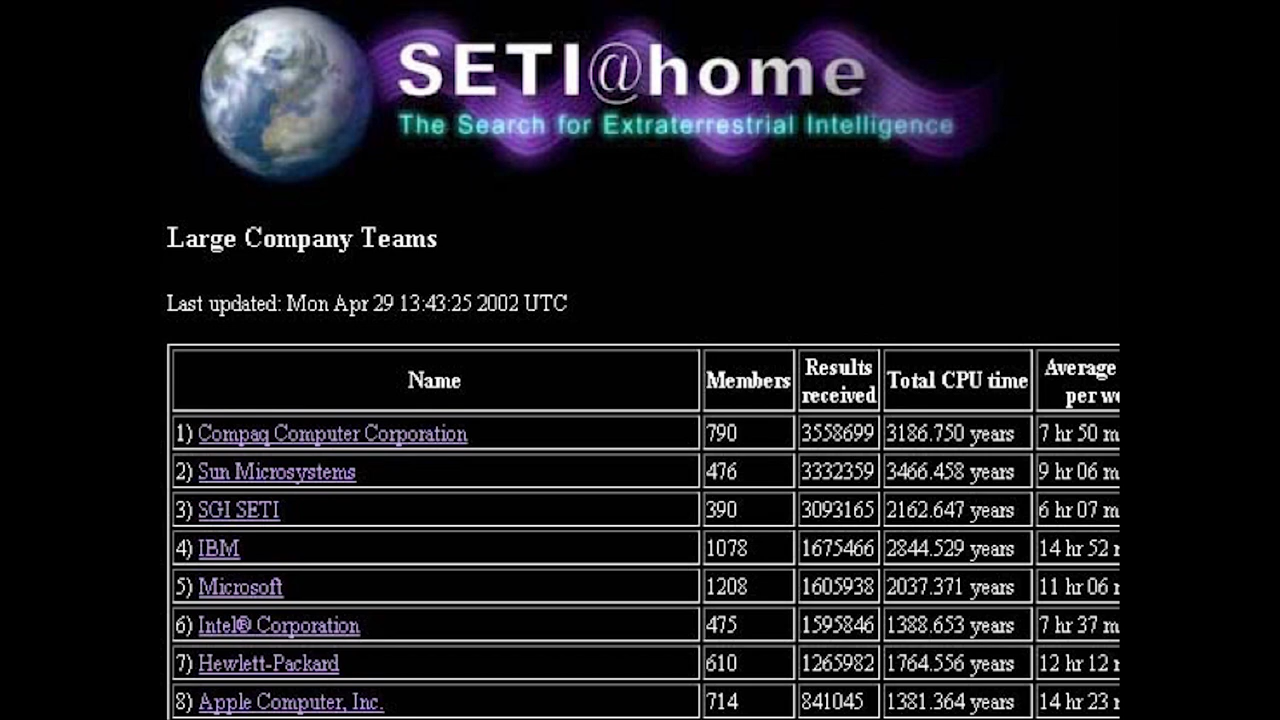 SETI@home
The Search for Extraterrestrial Intelligence
Large Company Teams
Last updated: Mon Apr 29 13:43:25 2002 UTC
Name Members Results received Total CPU time Average per
1) Compaq Computer Corporation 790 3558699 3186.750 years 7 hr 50 m
2) Sun Microsystems 476 3332359 3466.458 years 9 hr 06 m
3) SGI SETI 390 3093165 2162.647 years 6 hr 07 m
4) IBM 1078 1675466 2844.529 years 14 hr 52
5) Microsoft 1208 1605938 2037.371 years 11 hr 06
6) Intel® Corporation 475 1595846 1388.653 years 7 hr 37 m
7) Hewlett-Packard 610 1265982 1764.556 years 12 hr 12
8) Apple Computer, Inc. 714 841045 1381.364 years 14 hr 23